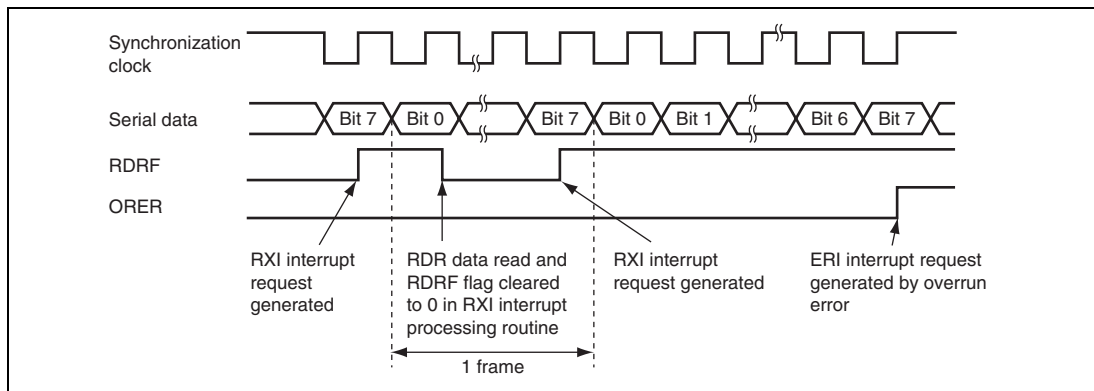 Synchronization
clock
Serial data
Bit 7
Bit 0
Bit 7
Bit 0
Bit 1
Bit 6
Bit 7
RDRF
ORER
RXI interrupt
request
generated
RDR data read and
RDRF flag cleared
to 0 in RXI interrupt
processing routine
RXI interrupt
request generated
ERI interrupt request
generated by overrun
error
1 frame